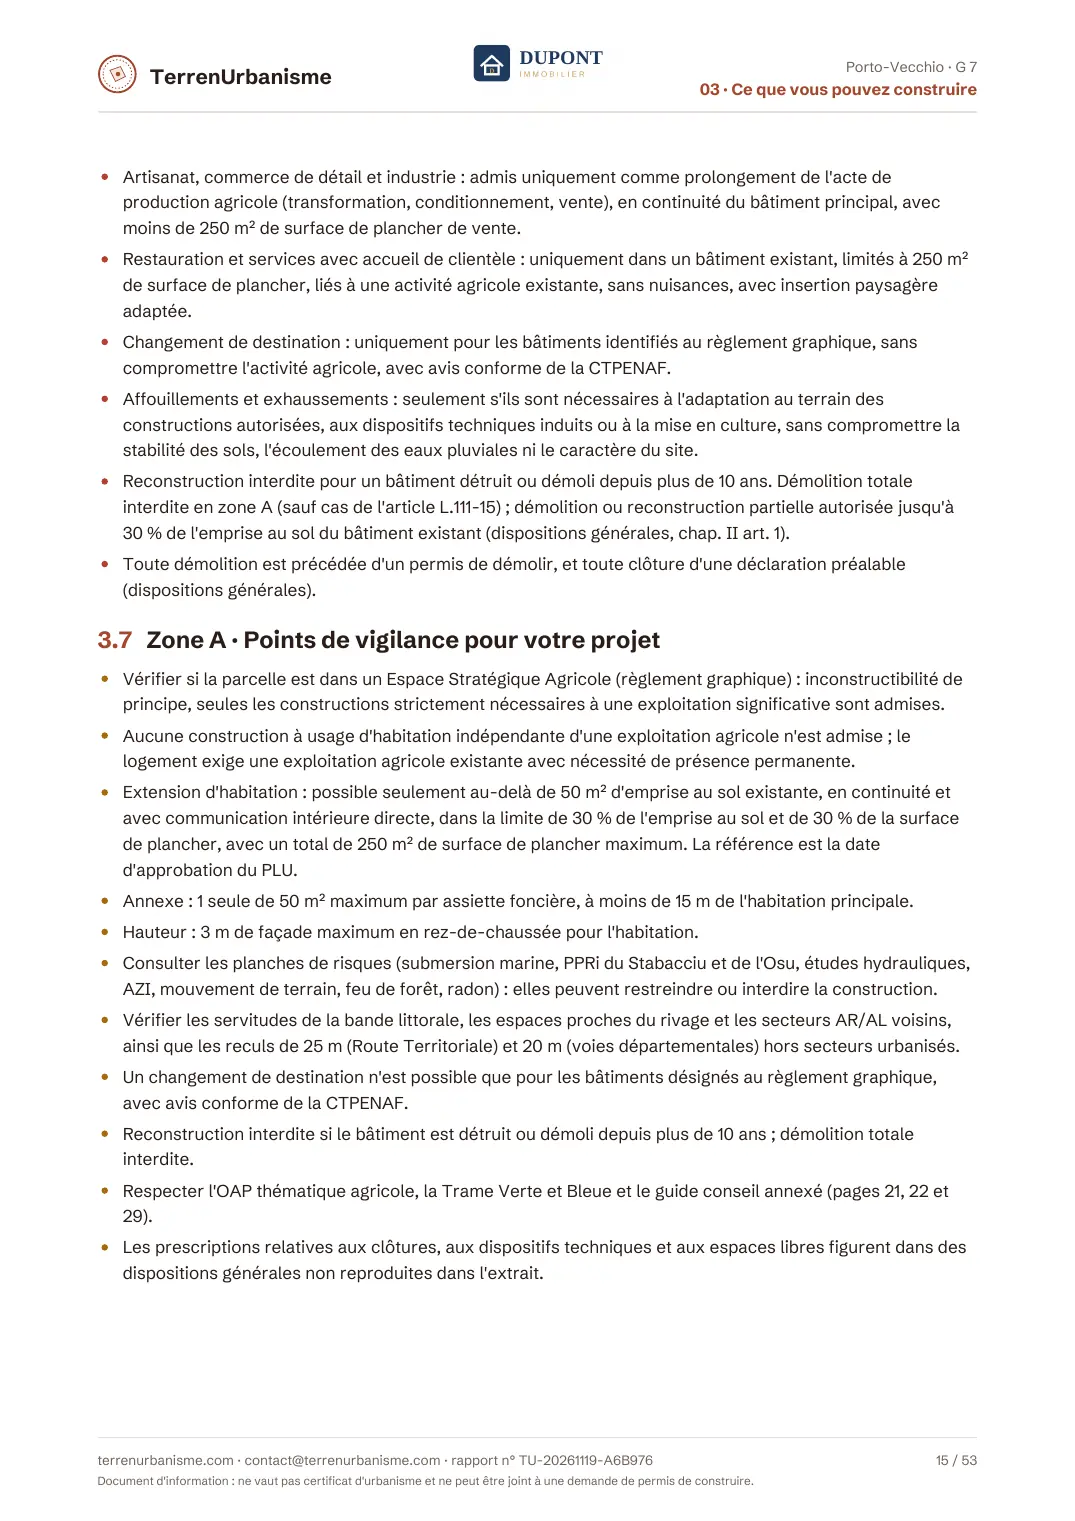 TerrenUrbanisme
DUPONT
IMMOBILIER
Porto-Vecchio · G 7
03 · Ce que vous pouvez construire
• Artisanat, commerce de détail et industrie : admis uniquement comme prolongement de l'acte de
production agricole (transformation, conditionnement, vente), en continuité du bâtiment principal, avec
moins de 250 m² de surface de plancher de vente.
• Restauration et services avec accueil de clientèle : uniquement dans un bâtiment existant, limités à 250 m²
de surface de plancher, liés à une activité agricole existante, sans nuisances, avec insertion paysagère
adaptée.
• Changement de destination : uniquement pour les bâtiments identifiés au règlement graphique, sans
compromettre l'activité agricole, avec avis conforme de la CTPENAF.
• Affouillements et exhaussements : seulement s'ils sont nécessaires à l'adaptation au terrain des
constructions autorisées, aux dispositifs techniques induits ou à la mise en culture, sans compromettre la
stabilité des sols, l'écoulement des eaux pluviales ni le caractère du site.
• Reconstruction interdite pour un bâtiment détruit ou démoli depuis plus de 10 ans. Démolition totale
interdite en zone A (sauf cas de l'article L.111-15) ; démolition ou reconstruction partielle autorisée jusqu'à
30 % de l'emprise au sol du bâtiment existant (dispositions générales, chap. II art. 1).
• Toute démolition est précédée d'un permis de démolir, et toute clôture d'une déclaration préalable
(dispositions générales).
3.7 Zone A · Points de vigilance pour votre projet
• Vérifier si la parcelle est dans un Espace Stratégique Agricole (règlement graphique) : inconstructibilité de
principe, seules les constructions strictement nécessaires à une exploitation significative sont admises.
• Aucune construction à usage d'habitation indépendante d'une exploitation agricole n'est admise ; le
logement exige une exploitation agricole existante avec nécessité de présence permanente.
• Extension d'habitation : possible seulement au-delà de 50 m² d'emprise au sol existante, en continuité et
avec communication intérieure directe, dans la limite de 30 % de l'emprise au sol et de 30 % de la surface
de plancher, avec un total de 250 m² de surface de plancher maximum. La référence est la date
d'approbation du PLU.
• Annexe : 1 seule de 50 m² maximum par assiette foncière, à moins de 15 m de l'habitation principale.
• Hauteur : 3 m de façade maximum en rez-de-chaussée pour l'habitation.
• Consulter les planches de risques (submersion marine, PPRi du Stabacciu et de l'Osu, études hydrauliques,
AZI, mouvement de terrain, feu de forêt, radon) : elles peuvent restreindre ou interdire la construction.
• Vérifier les servitudes de la bande littorale, les espaces proches du rivage et les secteurs AR/AL voisins,
ainsi que les reculs de 25 m (Route Territoriale) et 20 m (voies départementales) hors secteurs urbanisés.
• Un changement de destination n'est possible que pour les bâtiments désignés au règlement graphique,
avec avis conforme de la CTPENAF.
• Reconstruction interdite si le bâtiment est détruit ou démoli depuis plus de 10 ans ; démolition totale
interdite.
• Respecter l'OAP thématique agricole, la Trame Verte et Bleue et le guide conseil annexé (pages 21, 22 et
29).
• Les prescriptions relatives aux clôtures, aux dispositifs techniques et aux espaces libres figurent dans des
dispositions générales non reproduites dans l'extrait.
terrenurbanisme.com · contact@terrenurbanisme.com · rapport n° TU-20261119-A6B976
15 / 53
Document d'information : ne vaut pas certificat d'urbanisme et ne peut être joint à une demande de permis de construire.